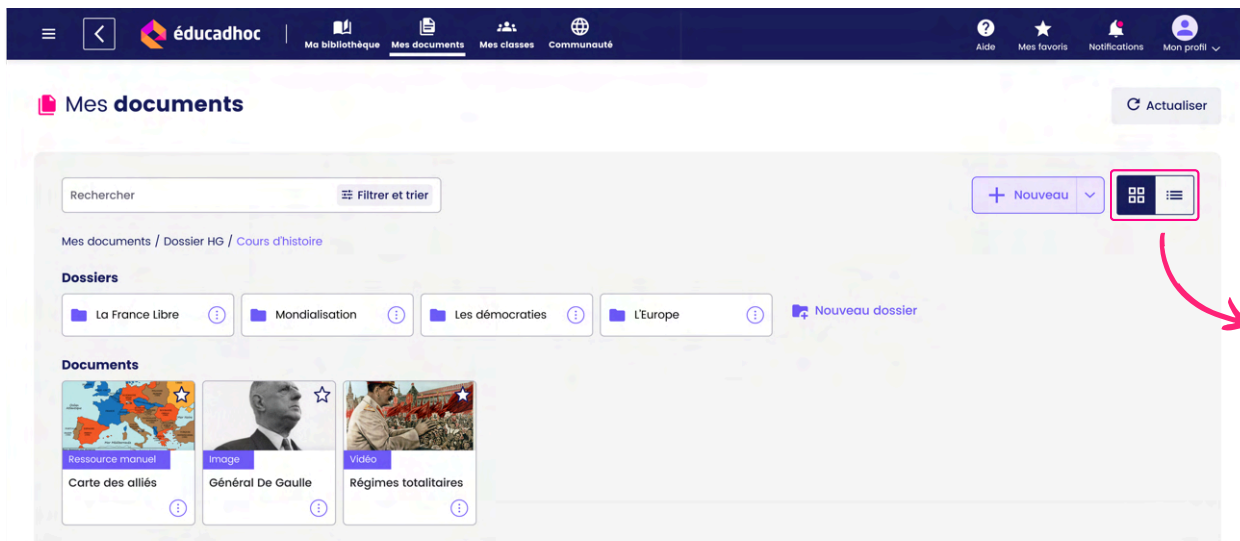 éducadhoc
Ma bibliothèque
Mes documents
Mes classes
Communauté
Aide
Mes favoris
Notifications
Mon profil
Mes documents
Actualiser
Rechercher
Filtrer et trier
Nouveau
Mes documents / Dossier HG / Cours d'histoire
Dossiers
La France Libre
Mondialisation
Les démocraties
L'Europe
Nouveau dossier
Documents
Ressource manuel
Image
Vidéo
Carte des alliés
Général De Gaulle
Régimes totalitaires